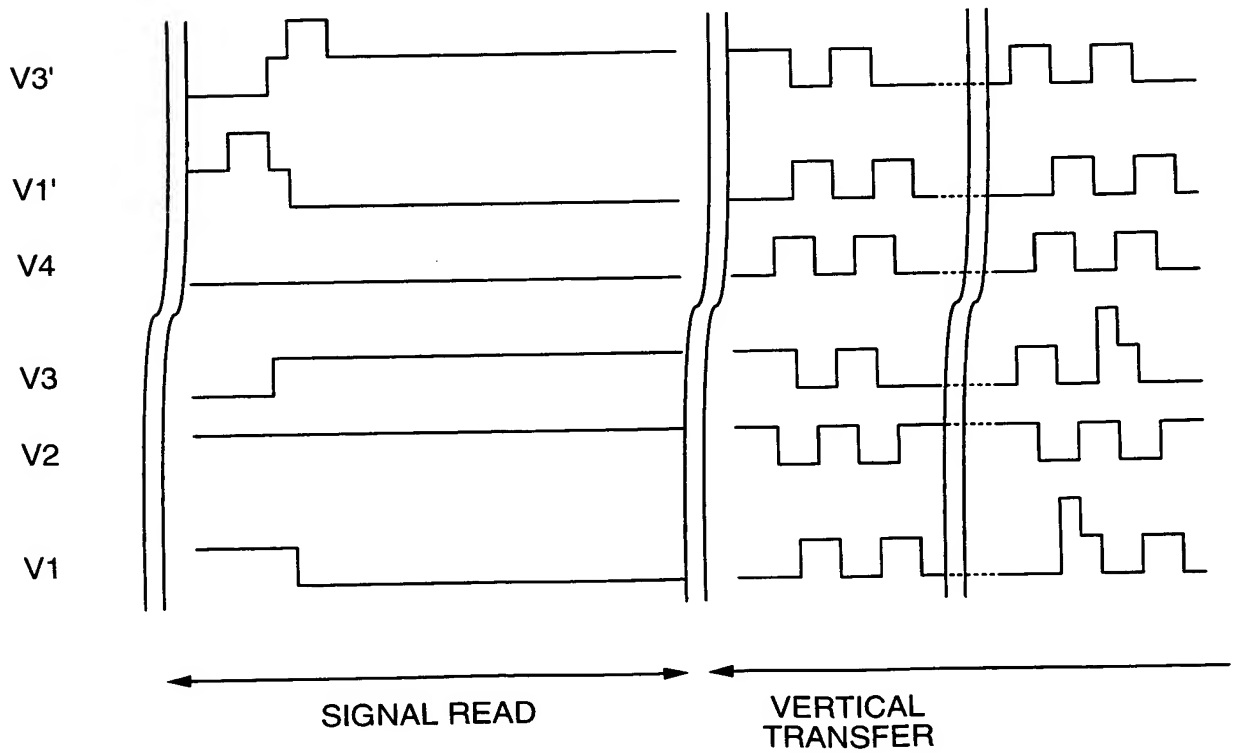 V3'
V1'
V4
V3
V2
V1
SIGNAL READ
VERTICAL
TRANSFER